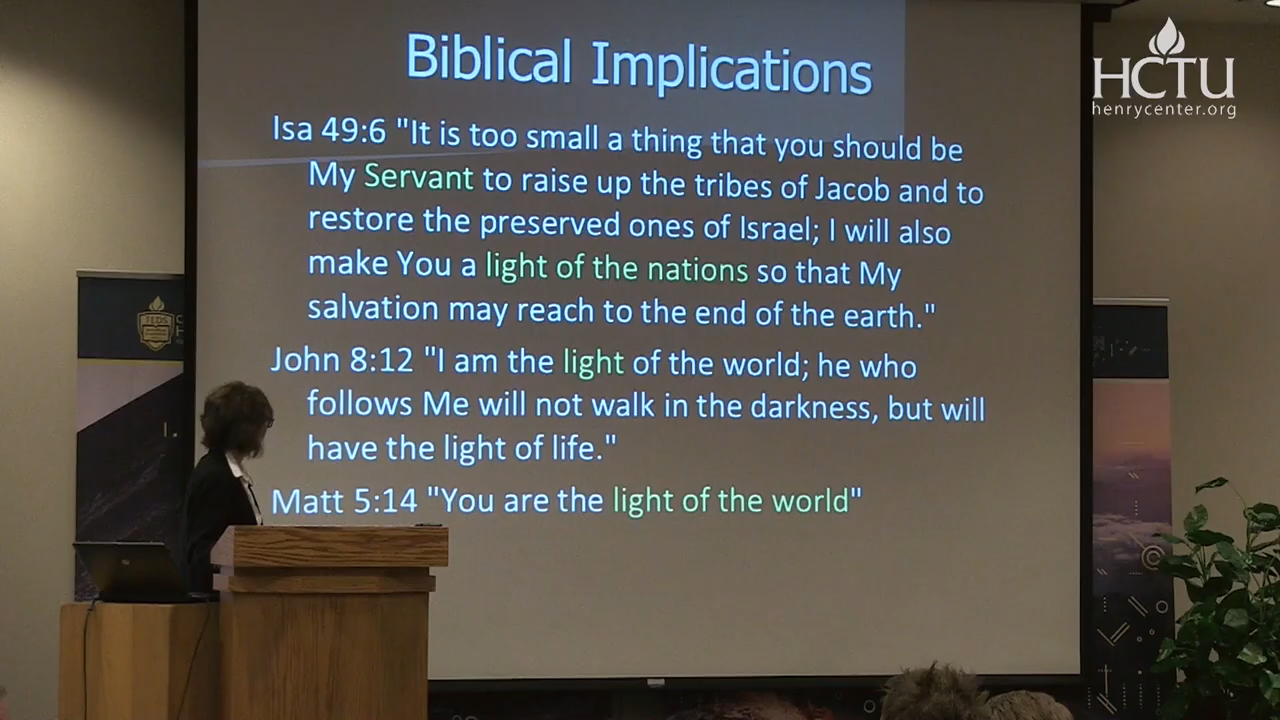 Biblical Implications
HCTU
henrycenter.org
Isa 49:6 "It is too small a thing that you should be
My Servant to raise up the tribes of Jacob and to
restore the preserved ones of Israel; I will also
make You a light of the nations so that My
salvation may reach to the end of the earth."
John 8:12 "I am the light of the world; he who
follows Me will not walk in the darkness, but will
have the light of life."
Matt 5:14 "You are the light of the world"
TEDS